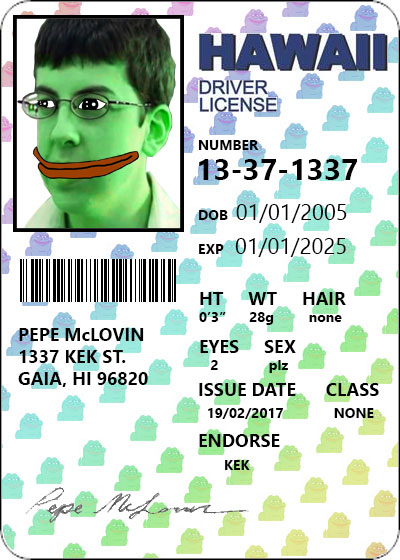 HAWAII
DRIVER
LICENSE
NUMBER
13-37-1337
DOB 01/01/2005
EXP 01/01/2025
HT WT HAIR
0'3" 28g none
EYES SEX
2 plz
ISSUE DATE CLASS
19/02/2017 NONE
ENDORSE
KEK
PEPE McLOVIN
1337 KEK ST.
GAIA, HI 96820
Pepe McLovin